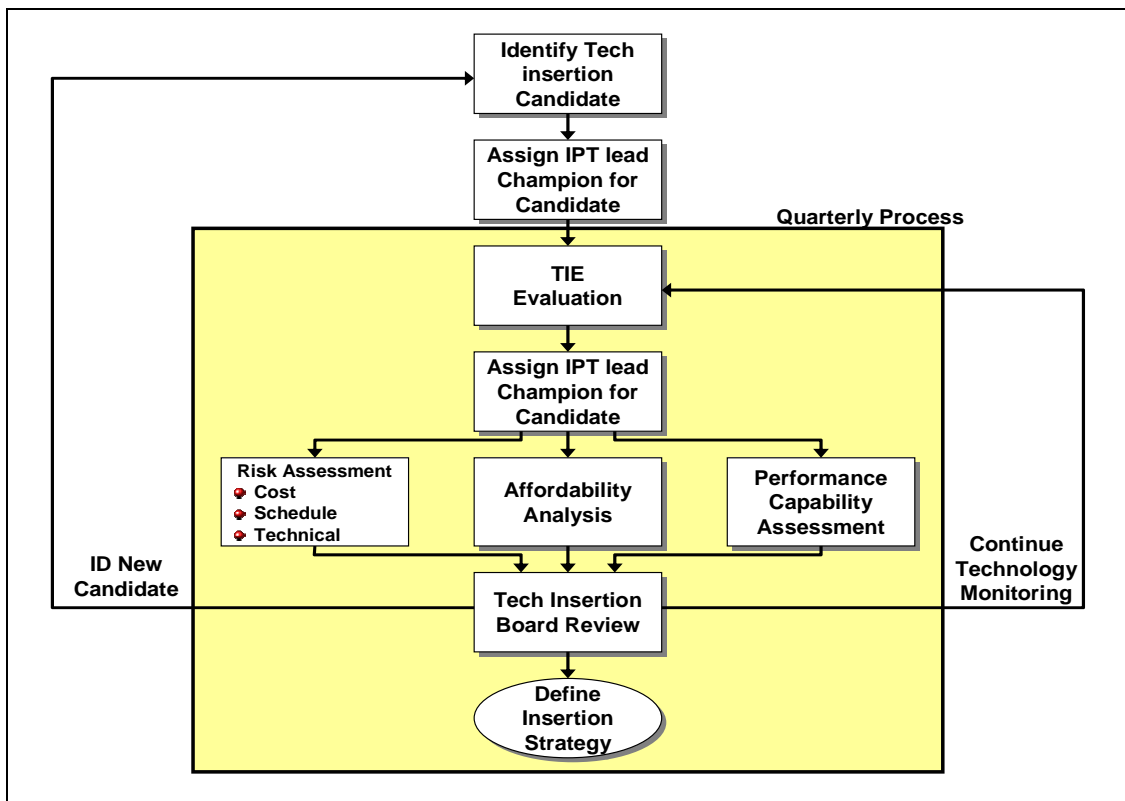 Identify Tech
insertion
Candidate
Assign IPT lead
Champion for
Candidate
Quarterly Process
TIE
Evaluation
Assign IPT lead
Champion for
Candidate
Risk Assessment
Cost
Schedule
Technical
Affordability
Analysis
Performance
Capability
Assessment
ID New
Candidate
Continue
Technology
Monitoring
Tech Insertion
Board Review
Define
Insertion
Strategy